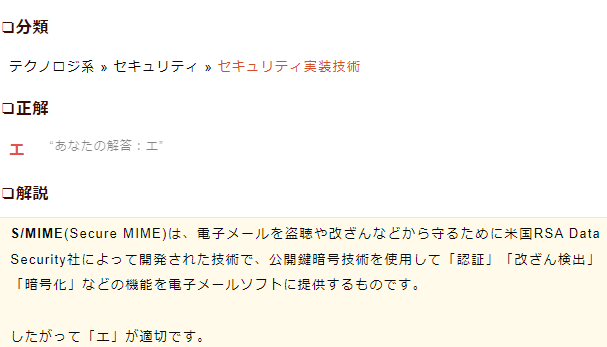 ❏分類
テクノロジ系 » セキュリティ » セキュリティ実装技術
❏正解
エ “あなたの解答：エ”
❏解説
S/MIME(Secure MIME)は、電子メールを盗聴や改ざんなどから守るために米国RSA Data
Security社によって開発された技術で、公開鍵暗号技術を使用して「認証」「改ざん検出」
「暗号化」などの機能を電子メールソフトに提供するものです。
したがって「エ」が適切です。